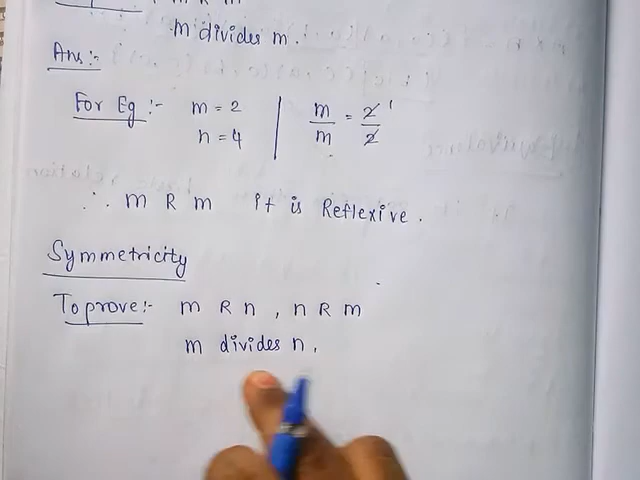 m divides m.
Ans:-
For Eg:- m = 2 | m/m = 2/2 1
n = 4
∴ m R m It is Reflexive.
Symmetricity
To prove:- m R n, n R m
m divides n,